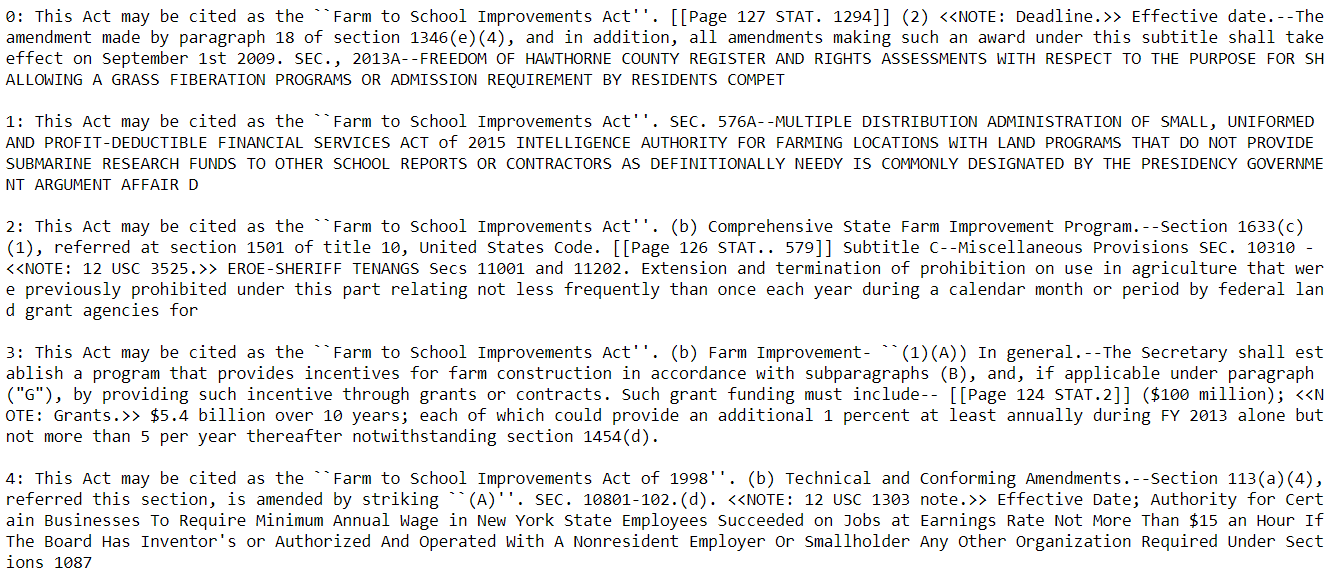 0: This Act may be cited as the ``Farm to School Improvements Act''. [[Page 127 STAT. 1294]] (2) <<NOTE: Deadline.>> Effective date.--The
amendment made by paragraph 18 of section 1346(e)(4), and in addition, all amendments making such an award under this subtitle shall take
effect on September 1st 2009. SEC., 2013A--FREEDOM OF HAWTHORNE COUNTY REGISTER AND RIGHTS ASSESSMENTS WITH RESPECT TO THE PURPOSE FOR SH
ALLOWING A GRASS FIBERATION PROGRAMS OR ADMISSION REQUIREMENT BY RESIDENTS COMPET
1: This Act may be cited as the ``Farm to School Improvements Act''. SEC. 576A--MULTIPLE DISTRIBUTION ADMINISTRATION OF SMALL, UNIFORMED
AND PROFIT-DEDUCTIBLE FINANCIAL SERVICES ACT of 2015 INTELLIGENCE AUTHORITY FOR FARMING LOCATIONS WITH LAND PROGRAMS THAT DO NOT PROVIDE
SUBMARINE RESEARCH FUNDS TO OTHER SCHOOL REPORTS OR CONTRACTORS AS DEFINITIONALLY NEEDY IS COMMONLY DESIGNATED BY THE PRESIDENCY GOVERNME
NT ARGUMENT AFFAIR D
2: This Act may be cited as the ``Farm to School Improvements Act''. (b) Comprehensive State Farm Improvement Program.--Section 1633(c)
(1), referred at section 1501 of title 10, United States Code. [[Page 126 STAT.. 579]] Subtitle C--Miscellaneous Provisions SEC. 10310 -
<<NOTE: 12 USC 3525.>> EROE-SHERIFF TENANGS Secs 11001 and 11202. Extension and termination of prohibition on use in agriculture that wer
e previously prohibited under this part relating not less frequently than once each year during a calendar month or period by federal lan
d grant agencies for
3: This Act may be cited as the ``Farm to School Improvements Act''. (b) Farm Improvement- ``(1)(A)) In general.--The Secretary shall est
ablish a program that provides incentives for farm construction in accordance with subparagraphs (B), and, if applicable under paragraph
("G"), by providing such incentive through grants or contracts. Such grant funding must include-- [[Page 124 STAT.2]] ($100 million); <<N
OTE: Grants.>> $5.4 billion over 10 years; each of which could provide an additional 1 percent at least annually during FY 2013 alone but
not more than 5 per year thereafter notwithstanding section 1454(d).
4: This Act may be cited as the ``Farm to School Improvements Act of 1998''. (b) Technical and Conforming Amendments.--Section 113(a)(4),
referred this section, is amended by striking ``(A)''. SEC. 10801-102.(d). <<NOTE: 12 USC 1303 note.>> Effective Date; Authority for Cert
ain Businesses To Require Minimum Annual Wage in New York State Employees Succeeded on Jobs at Earnings Rate Not More Than $15 an Hour If
The Board Has Inventor's or Authorized And Operated With A Nonresident Employer Or Smallholder Any Other Organization Required Under Sect
ions 1087